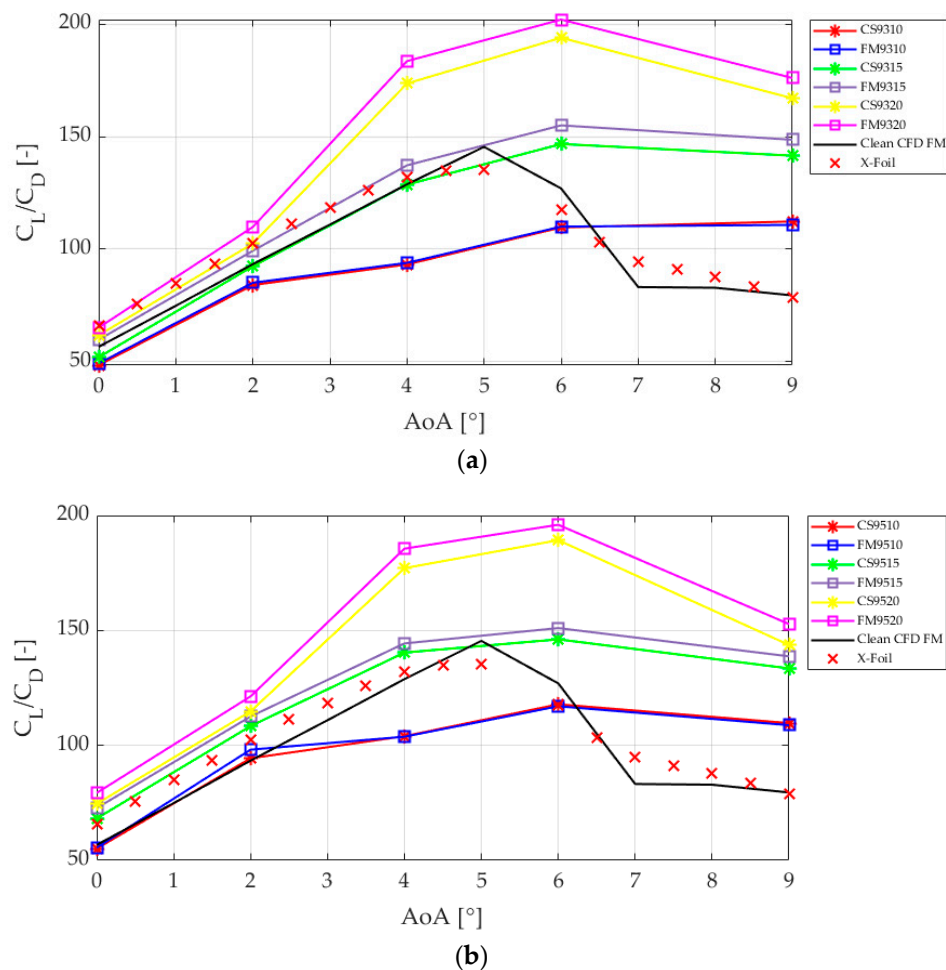 (a)
200
150
100
50
C_L/C_D [-]
0 1 2 3 4 5 6 7 8 9
AoA [°]
CS9310
FM9310
CS9315
FM9315
CS9320
FM9320
Clean CFD FM
X-Foil
(a)
200
150
100
50
C_L/C_D [-]
0 1 2 3 4 5 6 7 8 9
AoA [°]
CS9510
FM9510
CS9515
FM9515
CS9520
FM9520
Clean CFD FM
X-Foil
(b)